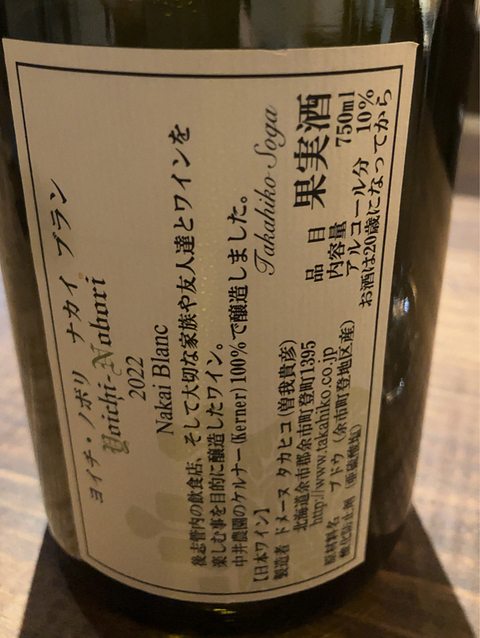 ヨイチ・ノボリ ナカイ ブラン
Yoichi-Nobori
2022
Nakai Blanc
後志管内の飲食店、そして大切な家族や友人達とワインを
楽しむ事を目的に醸造したワイン。
中井農園のケルナー(Kerner)100%で醸造しました。
Takahiko Soga
【日本ワイン】
品目 果実酒
製造者 ドメーヌ タカヒコ(曽我貴彦)
内容量 750ml
北海道余市郡余市町登町1395
アルコール分 10%
http://www.takahiko.co.jp
お酒は20歳になってから
原材料名 ブドウ (余市町登地区産)
酸化防止剤 (亜硫酸塩)